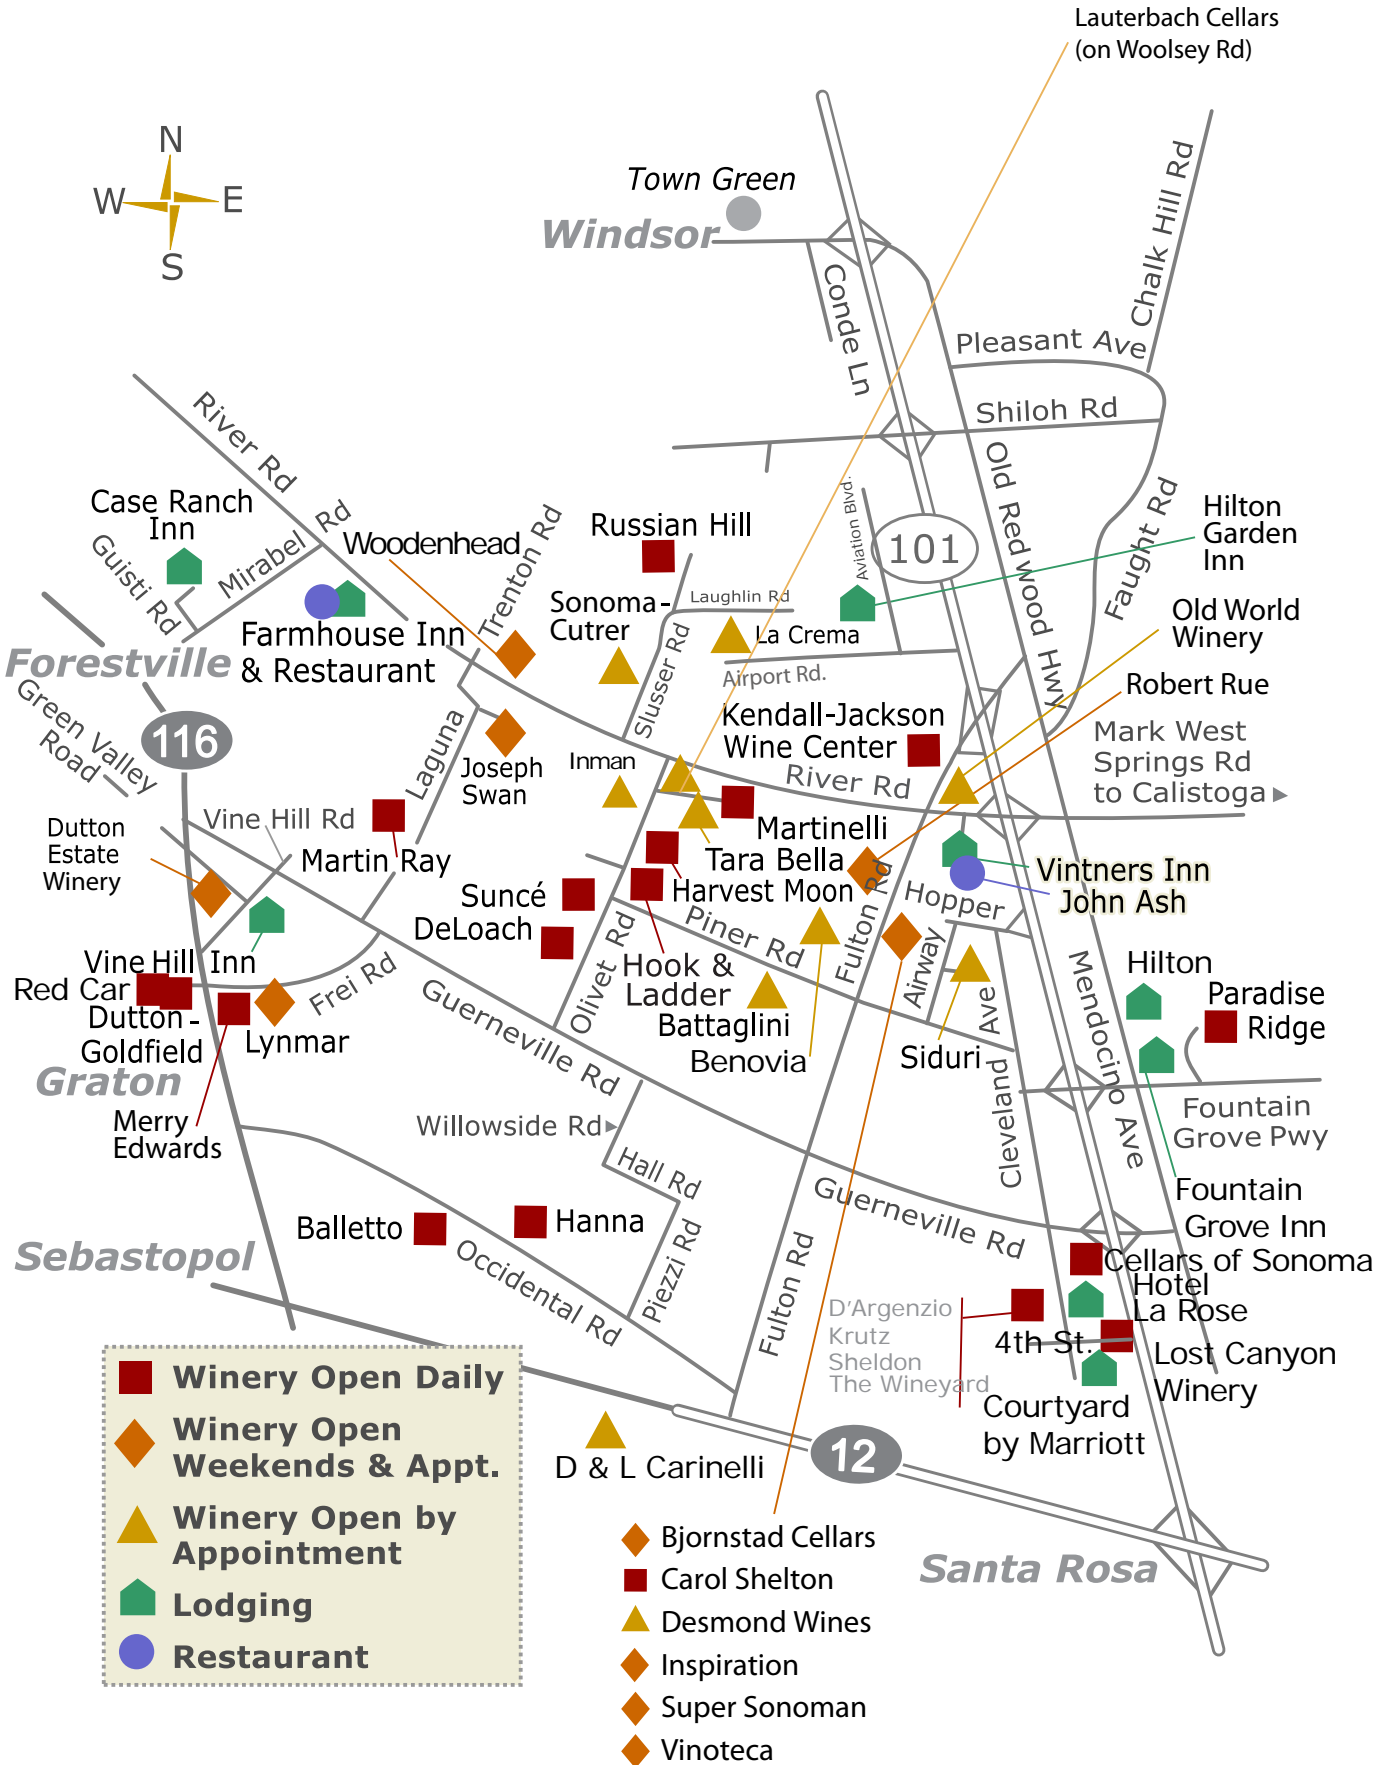 Lauterbach Cellars
(on Woolsey Rd)
N
W
E
S
Town Green
Windsor
Conde Ln
Chalk Hill Rd
Pleasant Ave
Shiloh Rd
River Rd
Old Redwood Hwy
Case Ranch
Inn
Guisti Rd
Mirabel Rd
Woodenhead
Trenton Rd
Russian Hill
Aviation Blvd.
101
Faught Rd
Hilton
Garden
Inn
Laughlin Rd
Sonoma-
Cutrer
La Crema
Old World
Winery
Farmhouse Inn
& Restaurant
Forestville
Slusser Rd
Airport Rd.
Robert Rue
Green Valley
Road
116
Laguna
Kendall-Jackson
Wine Center
Mark West
Springs Rd
to Calistoga
Joseph
Swan
Inman
River Rd
Vine Hill Rd
Dutton
Estate
Winery
Martin Ray
Martinelli
Tara Bella
Harvest Moon
Vintners Inn
John Ash
Suncé
DeLoach
Hopper
Fulton Rd
Piner Rd
Olivet Rd
Airway
Vine Hill Inn
Red Car
Dutton-
Goldfield
Frei Rd
Guerneville Rd
Hook &
Ladder
Battaglini
Benovia
Siduri
Mendocino Ave
Hilton
Paradise
Ridge
Lynmar
Graton
Cleveland Ave
Merry
Edwards
Willowside Rd
Fountain
Grove Pwy
Hall Rd
Fountain
Grove Inn
Guerneville Rd
Balletto
Hanna
Sebastopol
Occidental Rd
Piezzi Rd
Fulton Rd
Cellars of Sonoma
Hotel
La Rose
D'Argenzio
Krutz
Sheldon
The Wineyard
4th St.
Lost Canyon
Winery
Courtyard
by Marriott
Winery Open Daily
Winery Open
Weekends & Appt.
Winery Open by
Appointment
Lodging
Restaurant
D & L Carinelli
12
Santa Rosa
Bjornstad Cellars
Carol Shelton
Desmond Wines
Inspiration
Super Sonoman
Vinoteca